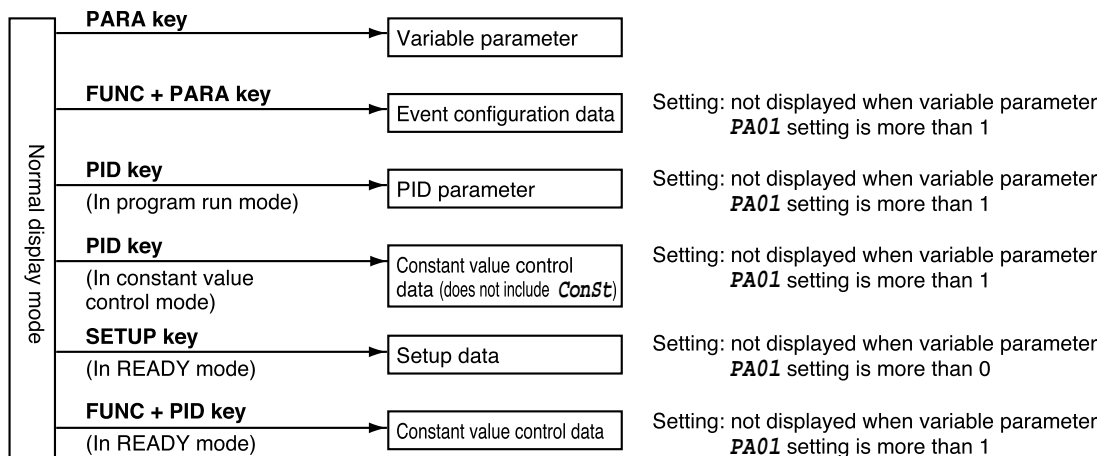 Normal display mode
PARA key
Variable parameter
FUNC + PARA key
Event configuration data
Setting: not displayed when variable parameter
PA01 setting is more than 1
PID key
(In program run mode)
PID parameter
Setting: not displayed when variable parameter
PA01 setting is more than 1
PID key
(In constant value
control mode)
Constant value control
data (does not include ConSt)
Setting: not displayed when variable parameter
PA01 setting is more than 1
SETUP key
(In READY mode)
Setup data
Setting: not displayed when variable parameter
PA01 setting is more than 0
FUNC + PID key
(In READY mode)
Constant value control data
Setting: not displayed when variable parameter
PA01 setting is more than 1